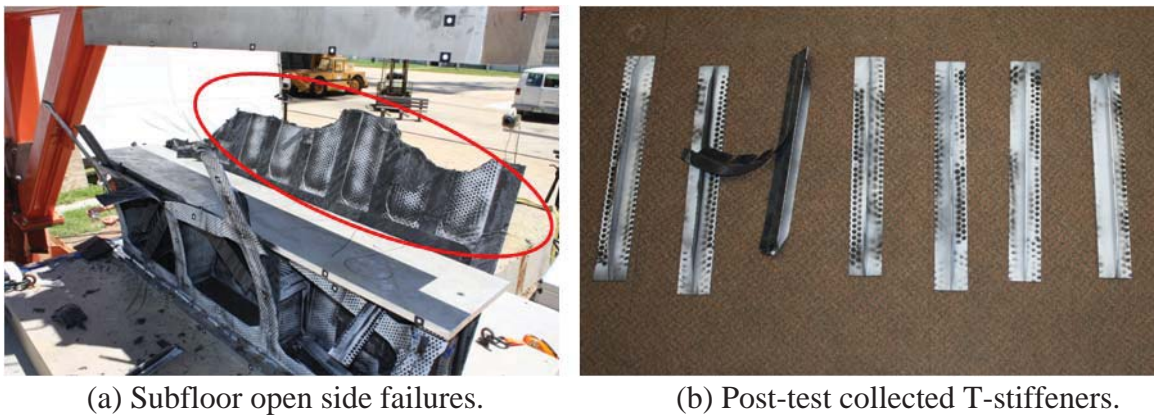 (a) Subfloor open side failures.
(b) Post-test collected T-stiffeners.